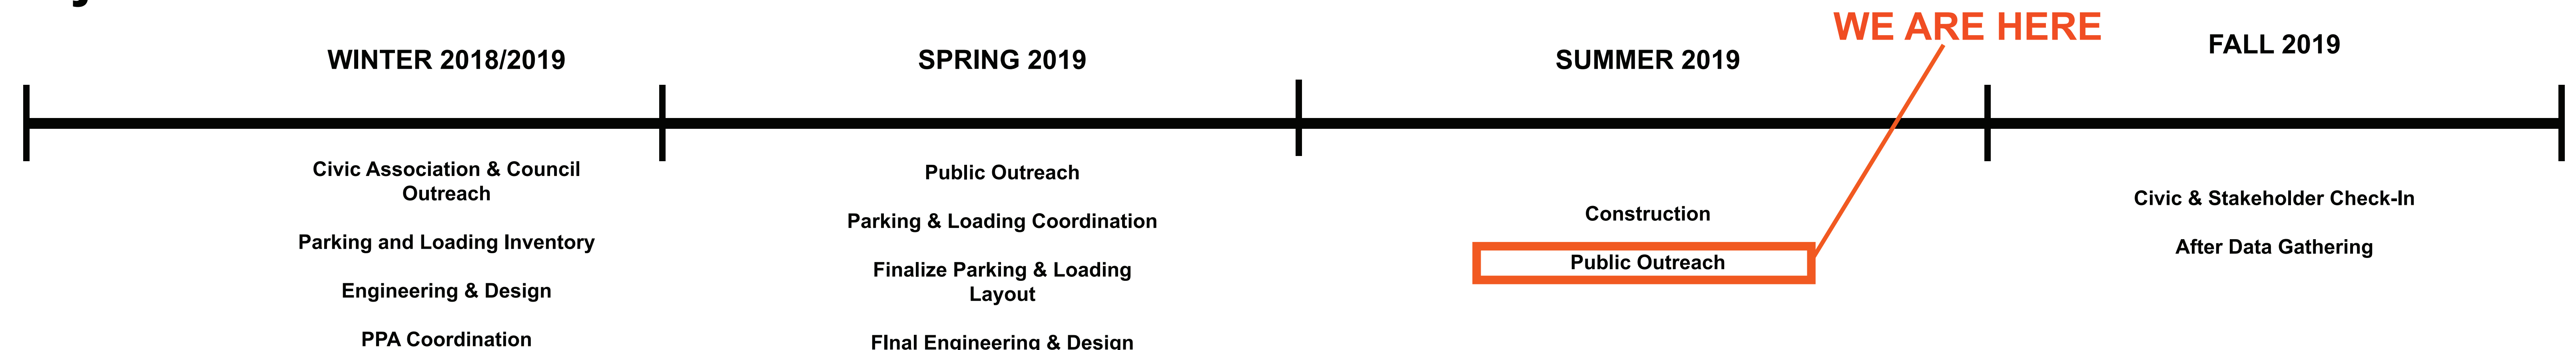 WE ARE HERE
WINTER 2018/2019
SPRING 2019
SUMMER 2019
FALL 2019
Civic Association & Council
Outreach
Parking and Loading Inventory
Engineering & Design
PPA Coordination
Public Outreach
Parking & Loading Coordination
Finalize Parking & Loading
Layout
FInal Engineering & Design
Construction
Public Outreach
Civic & Stakeholder Check-In
After Data Gathering